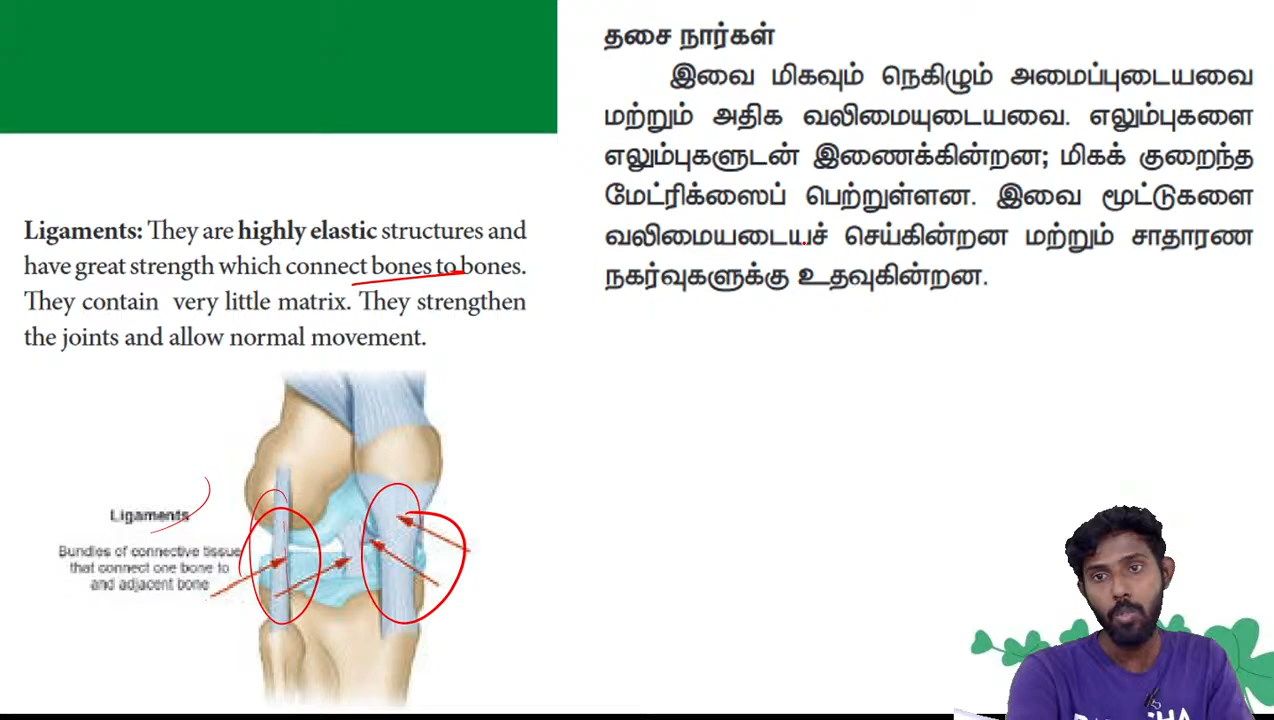 Ligaments: They are highly elastic structures and
have great strength which connect bones to bones.
They contain very little matrix. They strengthen
the joints and allow normal movement.
Ligaments
Bundles of connective tissue
that connect one bone to
and adjacent bone
தசை நார்கள்
இவை மிகவும் நெகிழும் அமைப்புடையவை
மற்றும் அதிக வலிமையுடையவை. எலும்புகளை
எலும்புகளுடன் இணைக்கின்றன; மிகக் குறைந்த
மேட்ரிக்ஸைப் பெற்றுள்ளன. இவை மூட்டுகளை
வலிமையடையச் செய்கின்றன மற்றும் சாதாரண
நகர்வுகளுக்கு உதவுகின்றன.